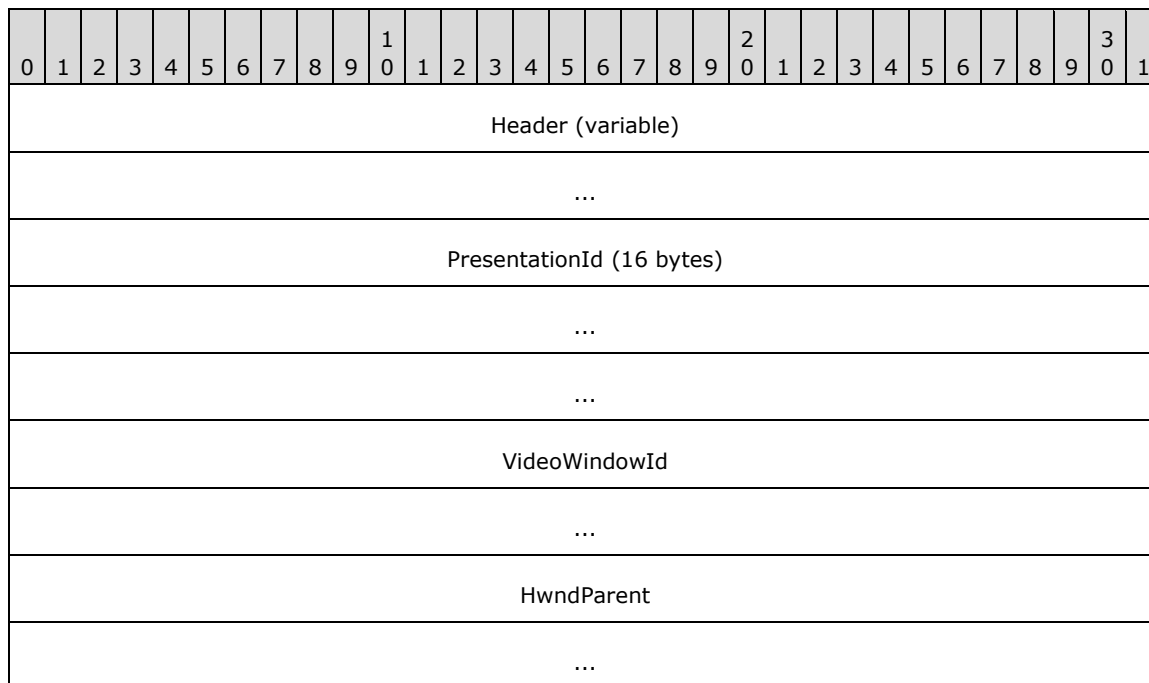 1 2 3
0 1 2 3 4 5 6 7 8 9 0 1 2 3 4 5 6 7 8 9 0 1 2 3 4 5 6 7 8 9 0 1
Header (variable)
...
PresentationId (16 bytes)
...
...
VideoWindowId
...
HwndParent
...